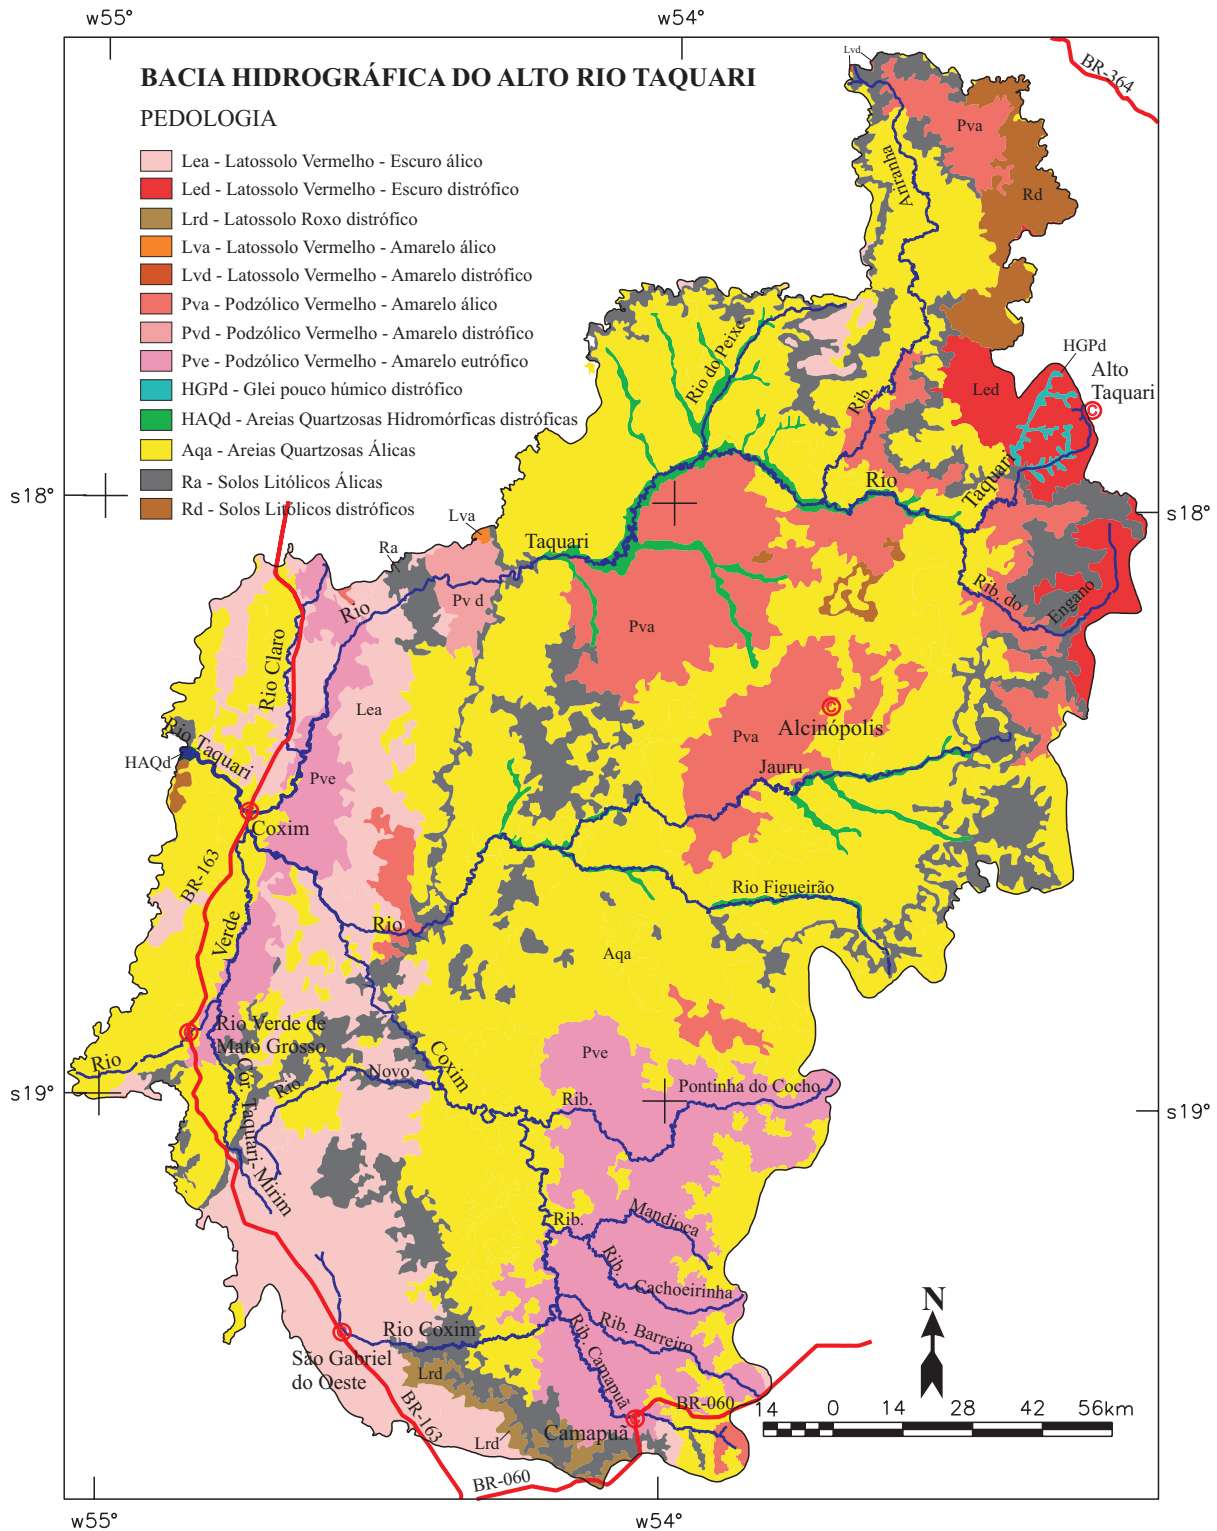 w55°
w54°
BACIA HIDROGRÁFICA DO ALTO RIO TAQUARI
PEDOLOGIA
Lea - Latossolo Vermelho - Escuro álico
Led - Latossolo Vermelho - Escuro distrófico
Lrd - Latossolo Roxo distrófico
Lva - Latossolo Vermelho - Amarelo álico
Lvd - Latossolo Vermelho - Amarelo distrófico
Pva - Podzólico Vermelho - Amarelo álico
Pvd - Podzólico Vermelho - Amarelo distrófico
Pve - Podzólico Vermelho - Amarelo eutrófico
HGPd - Glei pouco húmico distrófico
HAQd - Areias Quartzosas Hidromórficas distróficas
Aqa - Areias Quartzosas Álicas
Ra - Solos Litólicos Álicas
Rd - Solos Litólicos distróficos
Lvd
BR-364
Pva
Ariranha
Rd
HGPd
Alto
Taquari
Rio do Peixe
Rib.
Led
Rio
Taquari
s18°
s18°
Lva
Taquari
Ra
Rio
Pv d
Rib. do
Engano
Pva
Rio Claro
Lea
Alcinópolis
Pva
Rio Taquari
HAQd
Jauru
Pve
Coxim
BR-163
Rio Figueirão
Verde
Rio
Aqa
Rio Verde de
Mato Grosso
Rio
Pve
Coxim
Novo
Rio
Pontinha do Cocho
Rib.
s19°
s19°
Cór. Taquari-Mirim
Mandioca
Rib.
Rib.
Cachoeirinha
N
Rib. Barreiro
Rio Coxim
Rib. Camapuã
São Gabriel
do Oeste
Lrd
BR-163
BR-060
14 0 14 28 42 56km
Camapuã
Lrd
BR-060
w55°
w54°